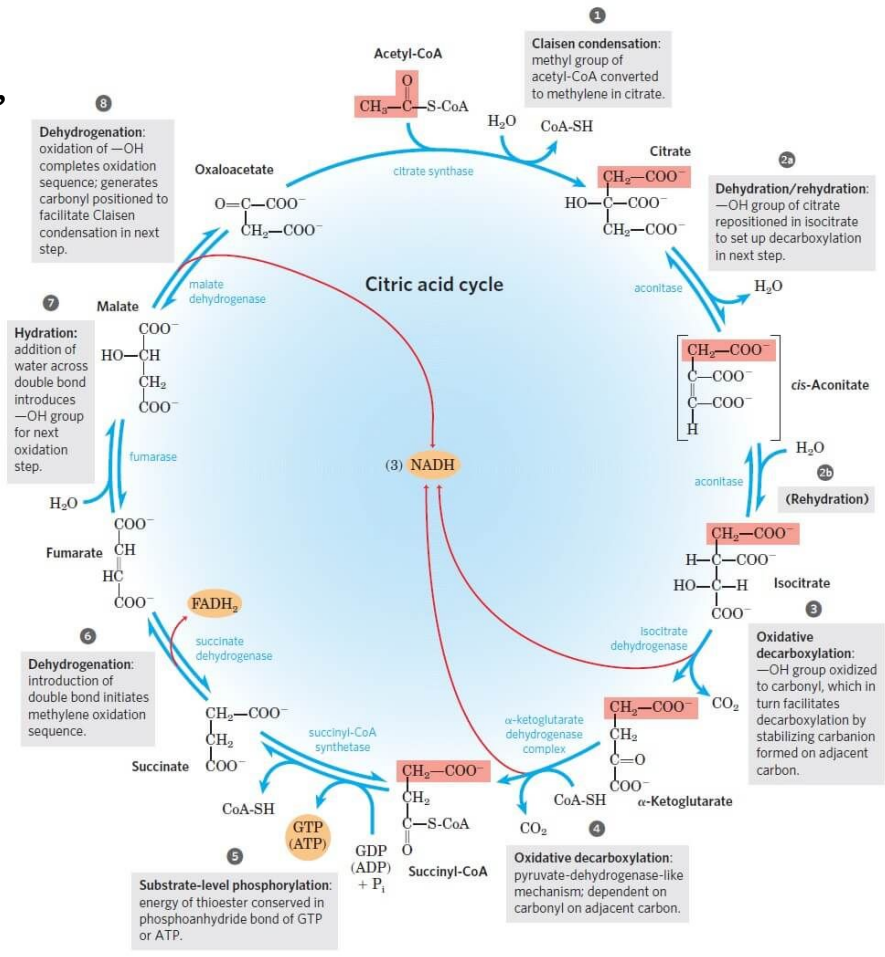 ,
1
Claisen condensation:
methyl group of
acetyl-CoA converted
to methylene in citrate.
Acetyl-CoA
O
CH₃—C—S-CoA
H₂O
CoA-SH
citrate synthase
Citrate
CH₂—COO⁻
HO—C—COO⁻
CH₂—COO⁻
2a
Dehydration/rehydration:
—OH group of citrate
repositioned in isocitrate
to set up decarboxylation
in next step.
aconitase
H₂O
CH₂—COO⁻
C—COO⁻
C—COO⁻
H
cis-Aconitate
H₂O
2b
aconitase
(Rehydration)
CH₂—COO⁻
H—C—COO⁻
HO—C—H
COO⁻
Isocitrate
3
Oxidative
decarboxylation:
—OH group oxidized
to carbonyl, which in
turn facilitates
decarboxylation by
stabilizing carbanion
formed on adjacent
carbon.
isocitrate
dehydrogenase
CO₂
CH₂—COO⁻
CH₂
C=O
COO⁻
α-Ketoglutarate
α-ketoglutarate
dehydrogenase
complex
CoA-SH
CO₂
4
Oxidative decarboxylation:
pyruvate-dehydrogenase-like
mechanism; dependent on
carbonyl on adjacent carbon.
CH₂—COO⁻
CH₂
C—S-CoA
O
Succinyl-CoA
succinyl-CoA
synthetase
GDP
(ADP)
+ Pᵢ
GTP
(ATP)
CoA-SH
5
Substrate-level phosphorylation:
energy of thioester conserved in
phosphoanhydride bond of GTP
or ATP.
CH₂—COO⁻
CH₂
COO⁻
Succinate
succinate
dehydrogenase
FADH₂
6
Dehydrogenation:
introduction of
double bond initiates
methylene oxidation
sequence.
COO⁻
CH
HC
COO⁻
Fumarate
H₂O
fumarase
7
Hydration:
addition of
water across
double bond
introduces
—OH group
for next
oxidation
step.
Malate
COO⁻
HO—CH
CH₂
COO⁻
malate
dehydrogenase
8
Dehydrogenation:
oxidation of —OH
completes oxidation
sequence; generates
carbonyl positioned to
facilitate Claisen
condensation in next
step.
Oxaloacetate
O=C—COO⁻
CH₂—COO⁻
Citric acid cycle
(3) NADH